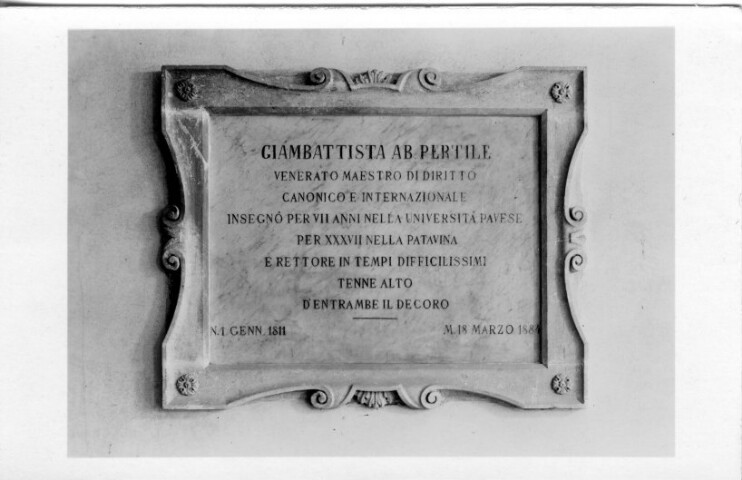 GIAMBATTISTA AB. PERTILE
VENERATO MAESTRO DI DIRITTO
CANONICO E INTERNAZIONALE
INSEGNÒ PER VII ANNI NELLA UNIVERSITÀ PAVESE
PER XXXVII NELLA PATAVINA
E RETTORE IN TEMPI DIFFICILISSIMI
TENNE ALTO
D'ENTRAMBE IL DECORO
N. 1. GENN. 1811 M. 18 MARZO 1884